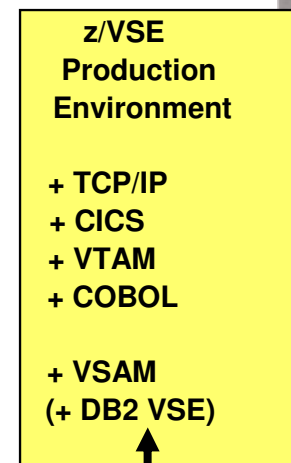 z/VSE
Production
Environment
+ TCP/IP
+ CICS
+ VTAM
+ COBOL
+ VSAM
(+ DB2 VSE)